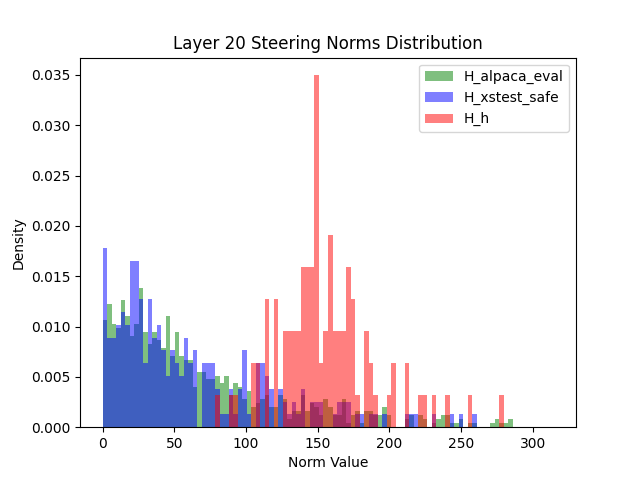 Layer 20 Steering Norms Distribution
H_alpaca_eval
H_xstest_safe
H_h
Density
0.035
0.030
0.025
0.020
0.015
0.010
0.005
0.000
0 50 100 150 200 250 300
Norm Value